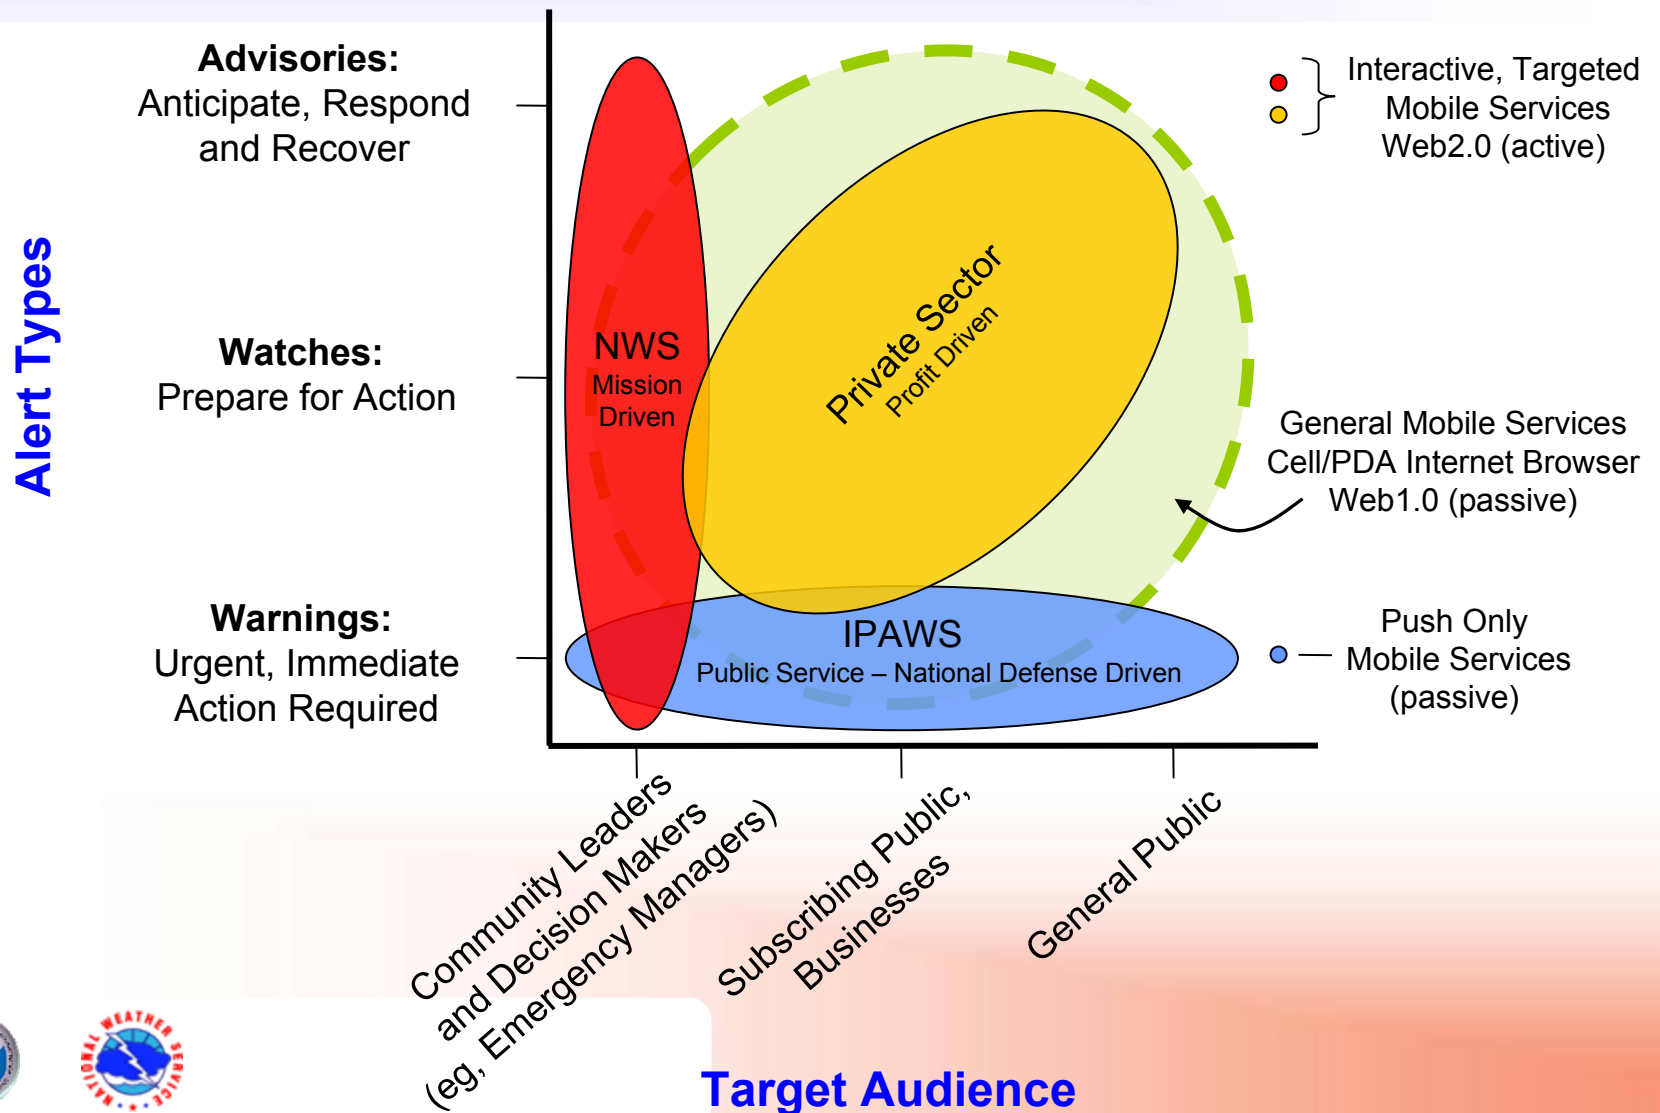 Advisories:
Anticipate, Respond
and Recover
Watches:
Prepare for Action
Warnings:
Urgent, Immediate
Action Required
Alert Types
NWS
Mission
Driven
Private Sector
Profit Driven
IPAWS
Public Service – National Defense Driven
Interactive, Targeted
Mobile Services
Web2.0 (active)
General Mobile Services
Cell/PDA Internet Browser
Web1.0 (passive)
Push Only
Mobile Services
(passive)
Community Leaders
and Decision Makers
(eg, Emergency Managers)
Subscribing Public,
Businesses
General Public
Target Audience
NATIONAL WEATHER SERVICE